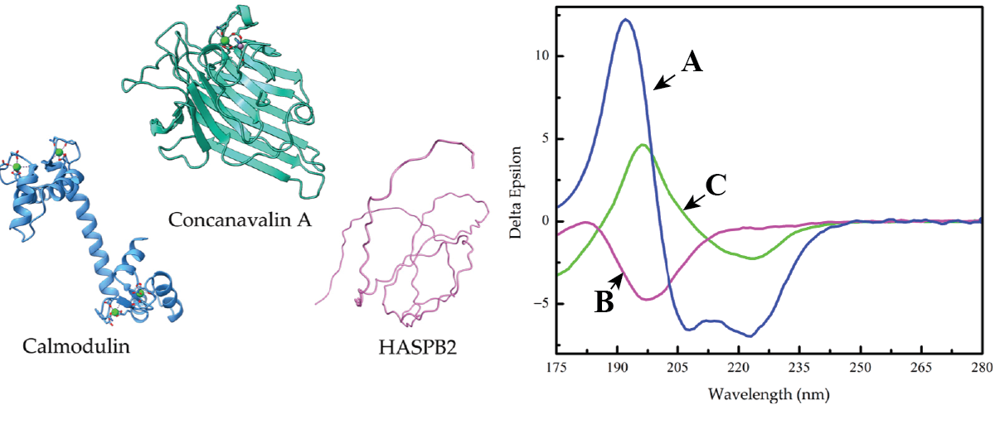 Concanavalin A
Calmodulin
HASPB2
A
C
B
Delta Epsilon
10
5
0
−5
175 190 205 220 235 250 265 280
Wavelength (nm)